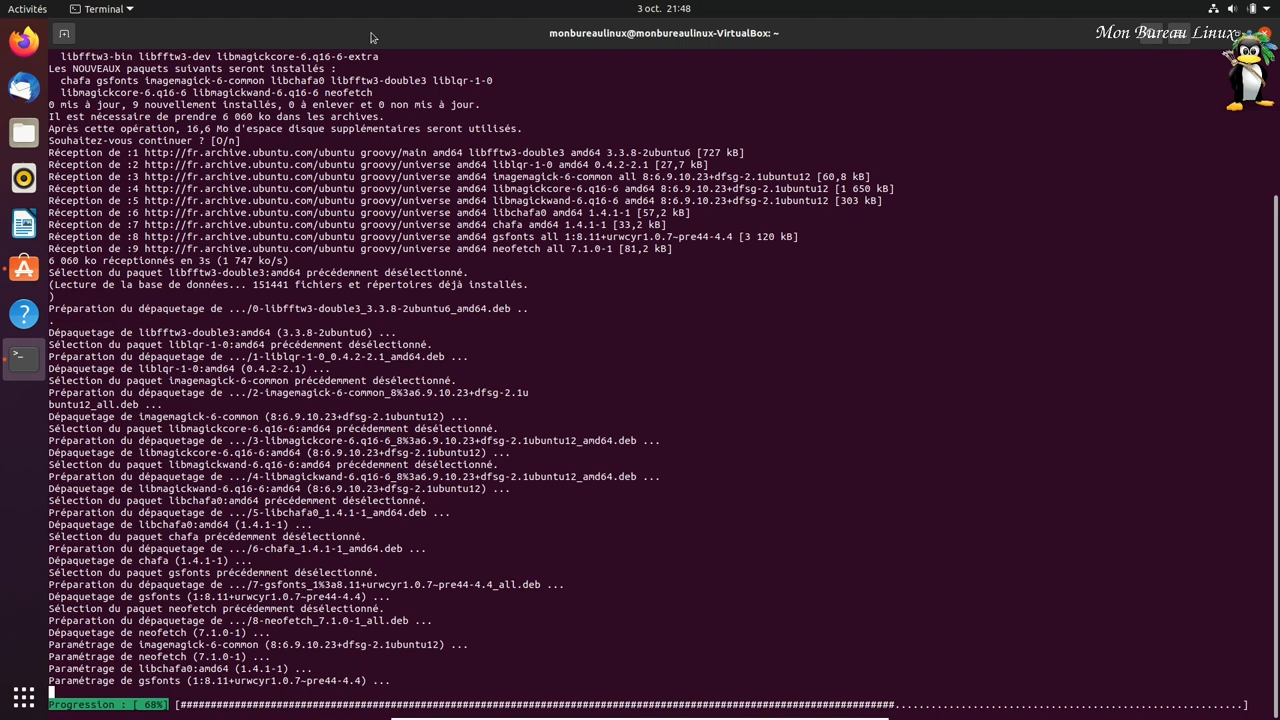 Activités
Terminal
3 oct. 21:48
monbureaulinux@monbureaulinux-VirtualBox: ~
Mon Bureau Linux
libfftw3-bin libfftw3-dev libmagickcore-6.q16-6-extra
Les NOUVEAUX paquets suivants seront installés :
chafa gsfonts imagemagick-6-common libchafa0 libfftw3-double3 liblqr-1-0
libmagickcore-6.q16-6 libmagickwand-6.q16-6 neofetch
0 mis à jour, 9 nouvellement installés, 0 à enlever et 0 non mis à jour.
Il est nécessaire de prendre 6 060 ko dans les archives.
Après cette opération, 16,6 Mo d'espace disque supplémentaires seront utilisés.
Souhaitez-vous continuer ? [O/n]
Réception de :1 http://fr.archive.ubuntu.com/ubuntu groovy/main amd64 libfftw3-double3 amd64 3.3.8-2ubuntu6 [727 kB]
Réception de :2 http://fr.archive.ubuntu.com/ubuntu groovy/universe amd64 liblqr-1-0 amd64 0.4.2-2.1 [27,7 kB]
Réception de :3 http://fr.archive.ubuntu.com/ubuntu groovy/universe amd64 imagemagick-6-common all 8:6.9.10.23+dfsg-2.1ubuntu12 [60,8 kB]
Réception de :4 http://fr.archive.ubuntu.com/ubuntu groovy/universe amd64 libmagickcore-6.q16-6 amd64 8:6.9.10.23+dfsg-2.1ubuntu12 [1 650 kB]
Réception de :5 http://fr.archive.ubuntu.com/ubuntu groovy/universe amd64 libmagickwand-6.q16-6 amd64 8:6.9.10.23+dfsg-2.1ubuntu12 [303 kB]
Réception de :6 http://fr.archive.ubuntu.com/ubuntu groovy/universe amd64 libchafa0 amd64 1.4.1-1 [57,2 kB]
Réception de :7 http://fr.archive.ubuntu.com/ubuntu groovy/universe amd64 chafa amd64 1.4.1-1 [33,2 kB]
Réception de :8 http://fr.archive.ubuntu.com/ubuntu groovy/universe amd64 gsfonts all 1:8.11+urwcyr1.0.7~pre44-4.4 [3 120 kB]
Réception de :9 http://fr.archive.ubuntu.com/ubuntu groovy/universe amd64 neofetch all 7.1.0-1 [81,2 kB]
6 060 ko réceptionnés en 3s (1 747 ko/s)
Sélection du paquet libfftw3-double3:amd64 précédemment désélectionné.
(Lecture de la base de données... 151441 fichiers et répertoires déjà installés.
)
Préparation du dépaquetage de .../0-libfftw3-double3_3.3.8-2ubuntu6_amd64.deb ..
.
Dépaquetage de libfftw3-double3:amd64 (3.3.8-2ubuntu6) ...
Sélection du paquet liblqr-1-0:amd64 précédemment désélectionné.
Préparation du dépaquetage de .../1-liblqr-1-0_0.4.2-2.1_amd64.deb ...
Dépaquetage de liblqr-1-0:amd64 (0.4.2-2.1) ...
Sélection du paquet imagemagick-6-common précédemment désélectionné.
Préparation du dépaquetage de .../2-imagemagick-6-common_8%3a6.9.10.23+dfsg-2.1u
buntu12_all.deb ...
Dépaquetage de imagemagick-6-common (8:6.9.10.23+dfsg-2.1ubuntu12) ...
Sélection du paquet libmagickcore-6.q16-6:amd64 précédemment désélectionné.
Préparation du dépaquetage de .../3-libmagickcore-6.q16-6_8%3a6.9.10.23+dfsg-2.1ubuntu12_amd64.deb ...
Dépaquetage de libmagickcore-6.q16-6:amd64 (8:6.9.10.23+dfsg-2.1ubuntu12) ...
Sélection du paquet libmagickwand-6.q16-6:amd64 précédemment désélectionné.
Préparation du dépaquetage de .../4-libmagickwand-6.q16-6_8%3a6.9.10.23+dfsg-2.1ubuntu12_amd64.deb ...
Dépaquetage de libmagickwand-6.q16-6:amd64 (8:6.9.10.23+dfsg-2.1ubuntu12) ...
Sélection du paquet libchafa0:amd64 précédemment désélectionné.
Préparation du dépaquetage de .../5-libchafa0_1.4.1-1_amd64.deb ...
Dépaquetage de libchafa0:amd64 (1.4.1-1) ...
Sélection du paquet chafa précédemment désélectionné.
Préparation du dépaquetage de .../6-chafa_1.4.1-1_amd64.deb ...
Dépaquetage de chafa (1.4.1-1) ...
Sélection du paquet gsfonts précédemment désélectionné.
Préparation du dépaquetage de .../7-gsfonts_1%3a8.11+urwcyr1.0.7~pre44-4.4_all.deb ...
Dépaquetage de gsfonts (1:8.11+urwcyr1.0.7~pre44-4.4) ...
Sélection du paquet neofetch précédemment désélectionné.
Préparation du dépaquetage de .../8-neofetch_7.1.0-1_all.deb ...
Dépaquetage de neofetch (7.1.0-1) ...
Paramétrage de imagemagick-6-common (8:6.9.10.23+dfsg-2.1ubuntu12) ...
Paramétrage de neofetch (7.1.0-1) ...
Paramétrage de libchafa0:amd64 (1.4.1-1) ...
Paramétrage de gsfonts (1:8.11+urwcyr1.0.7~pre44-4.4) ...
Progression : [ 68%] [#######################################################################################################################..........................................................]